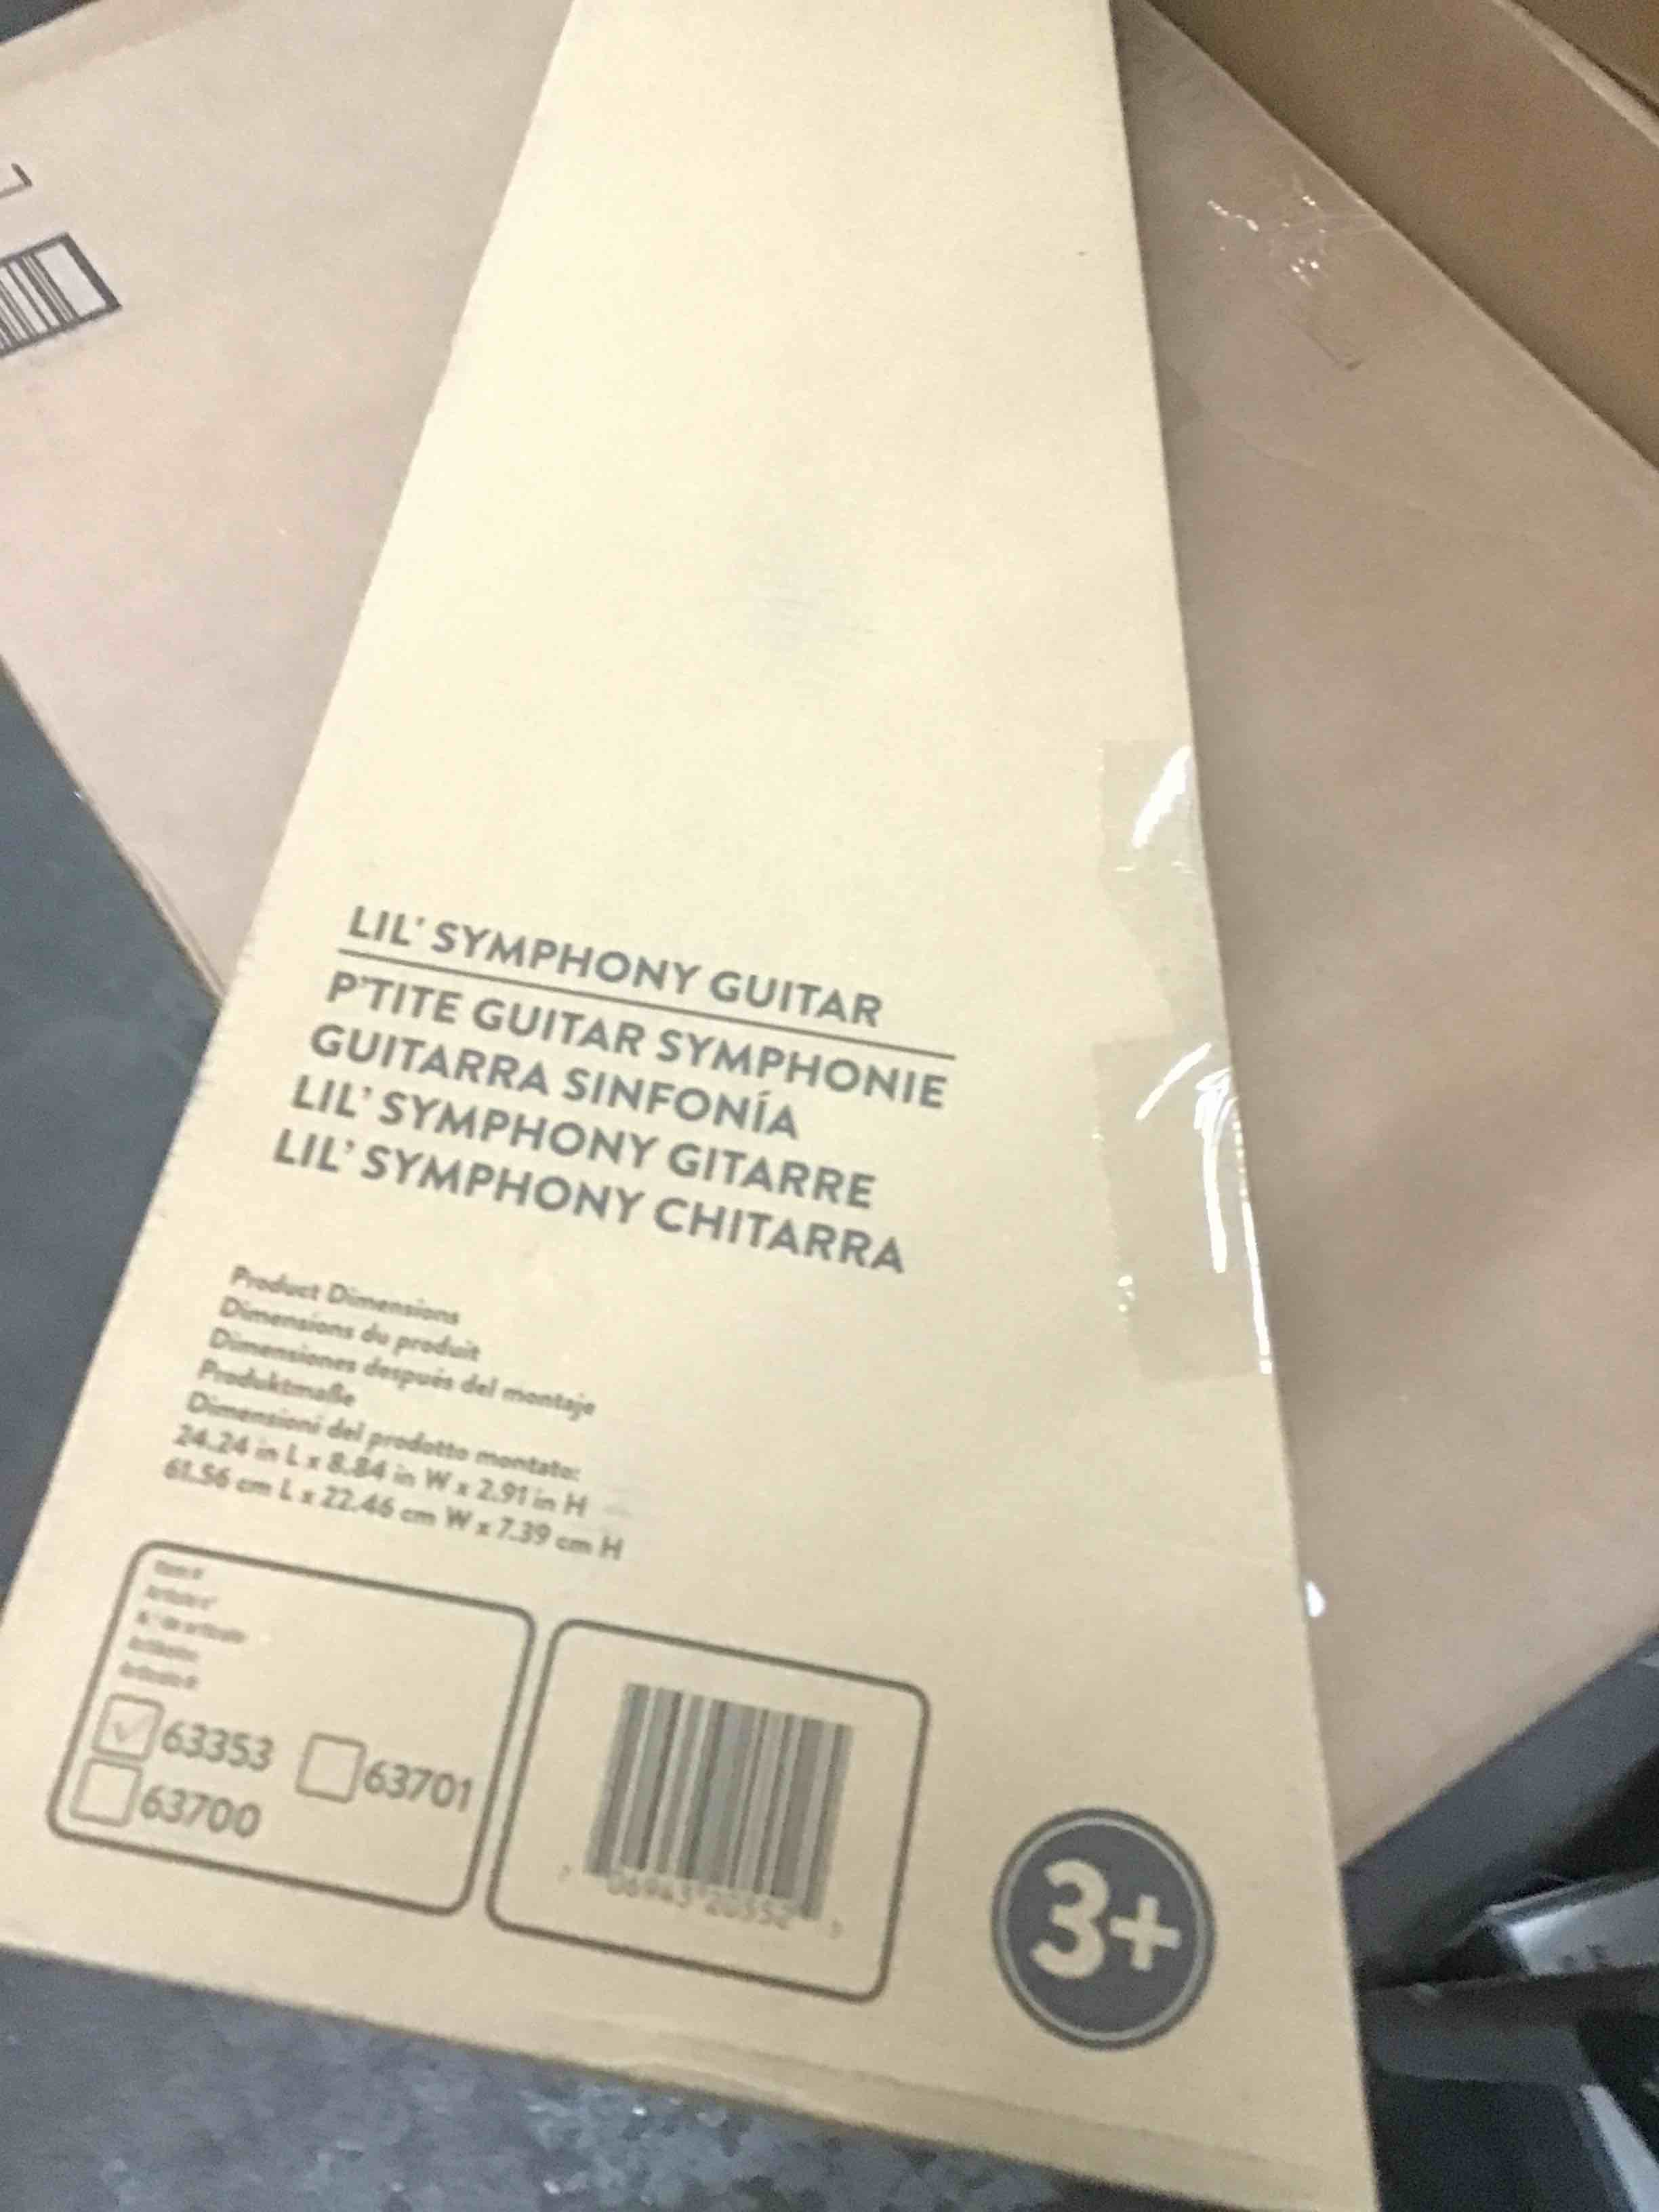 LIL' SYMPHONY GUITAR
P'TITE GUITAR SYMPHONIE
GUITARRA SINFONÍA
LIL' SYMPHONY GITARRE
LIL' SYMPHONY CHITARRA
Product Dimensions
Dimensions du produit
Dimensiones después del montaje
Produktmaße
Dimensioni del prodotto montato:
24.24 in L x 8.84 in W x 2.91 in H
61.56 cm L x 22.46 cm W x 7.39 cm H
Item #
63353 63701
63700
3+